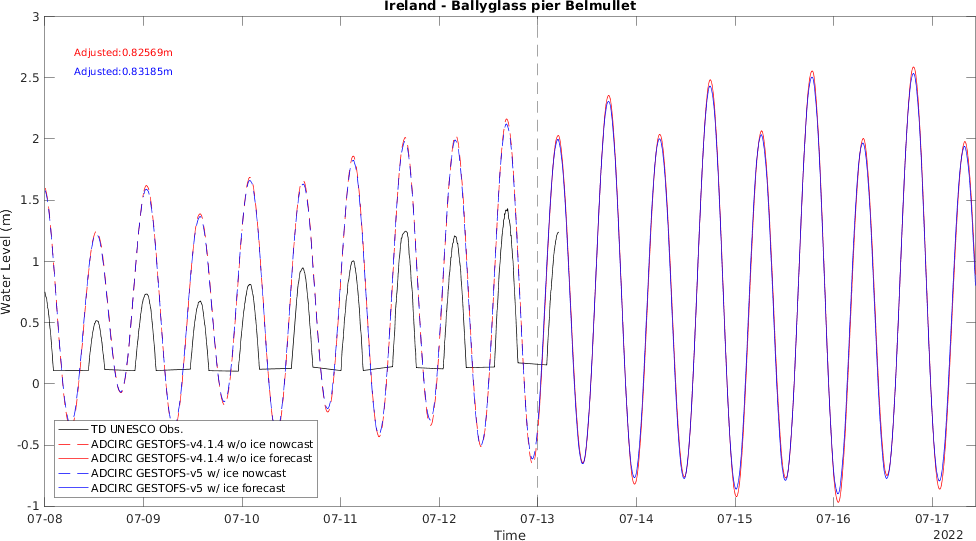 Ireland - Ballyglass pier Belmullet
3
Adjusted:0.82569m
Adjusted:0.83185m
2.5
2
1.5
1
0.5
0
-0.5
-1
Water Level (m)
TD UNESCO Obs.
ADCIRC GESTOFS-v4.1.4 w/o ice nowcast
ADCIRC GESTOFS-v4.1.4 w/o ice forecast
ADCIRC GESTOFS-v5 w/ ice nowcast
ADCIRC GESTOFS-v5 w/ ice forecast
07-08 07-09 07-10 07-11 07-12 07-13 07-14 07-15 07-16 07-17
Time
2022